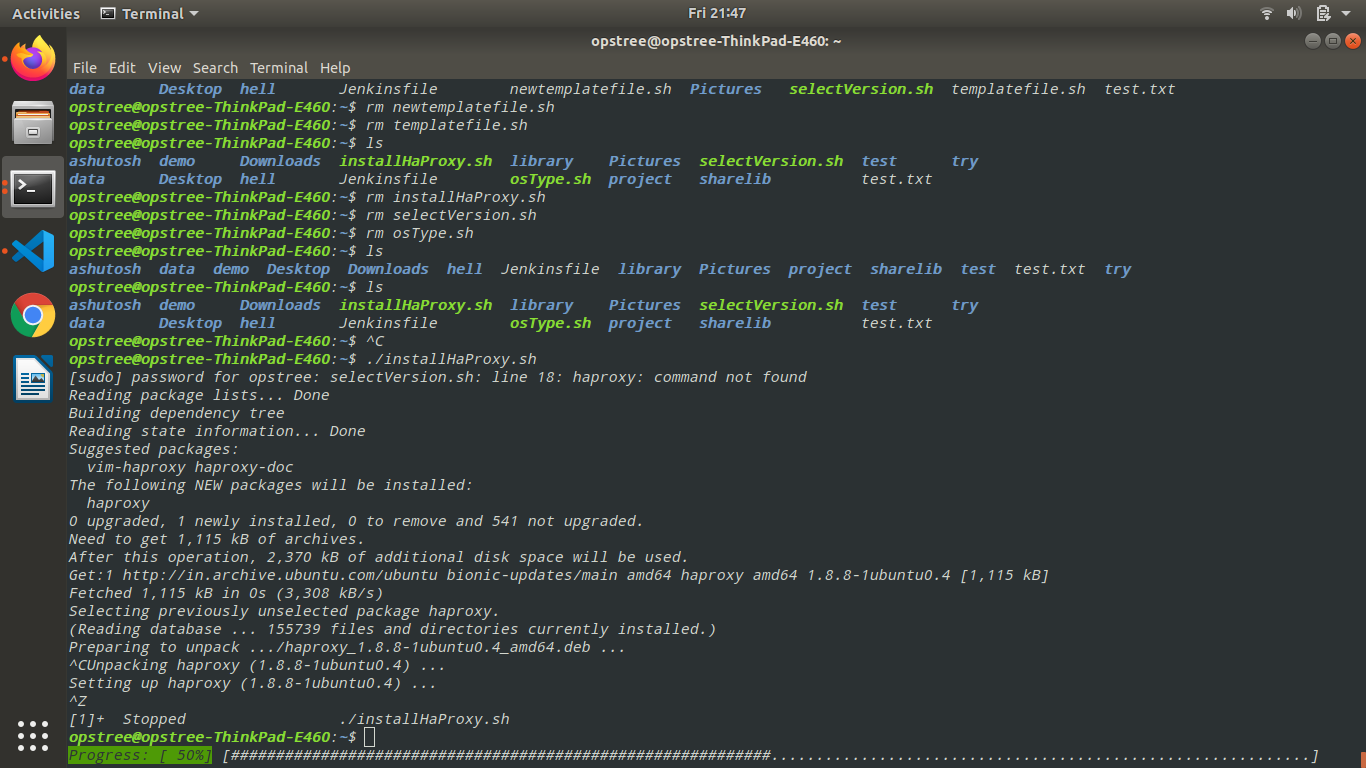 Activities Terminal Fri 21:47
opstree@opstree-ThinkPad-E460: ~
File Edit View Search Terminal Help
data Desktop hell Jenkinsfile newtemplatefile.sh Pictures selectVersion.sh templatefile.sh test.txt
opstree@opstree-ThinkPad-E460:~$ rm newtemplatefile.sh
opstree@opstree-ThinkPad-E460:~$ rm templatefile.sh
opstree@opstree-ThinkPad-E460:~$ ls
ashutosh demo Downloads installHaProxy.sh library Pictures selectVersion.sh test try
data Desktop hell Jenkinsfile osType.sh project sharelib test.txt
opstree@opstree-ThinkPad-E460:~$ rm installHaProxy.sh
opstree@opstree-ThinkPad-E460:~$ rm selectVersion.sh
opstree@opstree-ThinkPad-E460:~$ rm osType.sh
opstree@opstree-ThinkPad-E460:~$ ls
ashutosh data demo Desktop Downloads hell Jenkinsfile library Pictures project sharelib test test.txt try
opstree@opstree-ThinkPad-E460:~$ ls
ashutosh demo Downloads installHaProxy.sh library Pictures selectVersion.sh test try
data Desktop hell Jenkinsfile osType.sh project sharelib test.txt
opstree@opstree-ThinkPad-E460:~$ ^C
opstree@opstree-ThinkPad-E460:~$ ./installHaProxy.sh
[sudo] password for opstree: selectVersion.sh: line 18: haproxy: command not found
Reading package lists... Done
Building dependency tree
Reading state information... Done
Suggested packages:
  vim-haproxy haproxy-doc
The following NEW packages will be installed:
  haproxy
0 upgraded, 1 newly installed, 0 to remove and 541 not upgraded.
Need to get 1,115 kB of archives.
After this operation, 2,370 kB of additional disk space will be used.
Get:1 http://in.archive.ubuntu.com/ubuntu bionic-updates/main amd64 haproxy amd64 1.8.8-1ubuntu0.4 [1,115 kB]
Fetched 1,115 kB in 0s (3,308 kB/s)
Selecting previously unselected package haproxy.
(Reading database ... 155739 files and directories currently installed.)
Preparing to unpack .../haproxy_1.8.8-1ubuntu0.4_amd64.deb ...
^CUnpacking haproxy (1.8.8-1ubuntu0.4) ...
Setting up haproxy (1.8.8-1ubuntu0.4) ...
^Z
[1]+  Stopped                 ./installHaProxy.sh
opstree@opstree-ThinkPad-E460:~$
Progress: [ 50%] [############################################################............................................................]